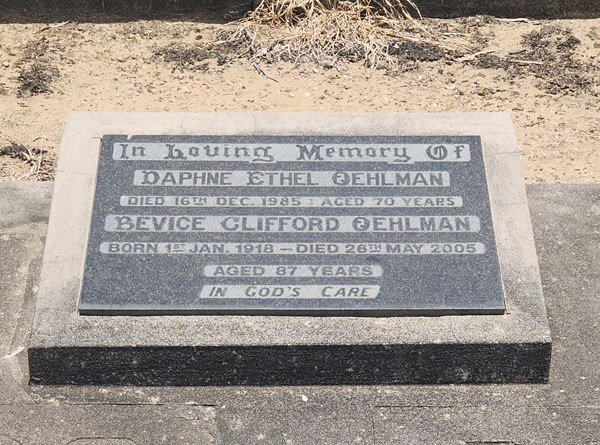 In Loving Memory Of
DAPHNE ETHEL OEHLMAN
DIED 16TH DEC. 1985 : AGED 70 YEARS
BEVICE CLIFFORD OEHLMAN
BORN 1ST JAN. 1918 – DIED 26TH MAY 2005
AGED 87 YEARS
IN GOD'S CARE